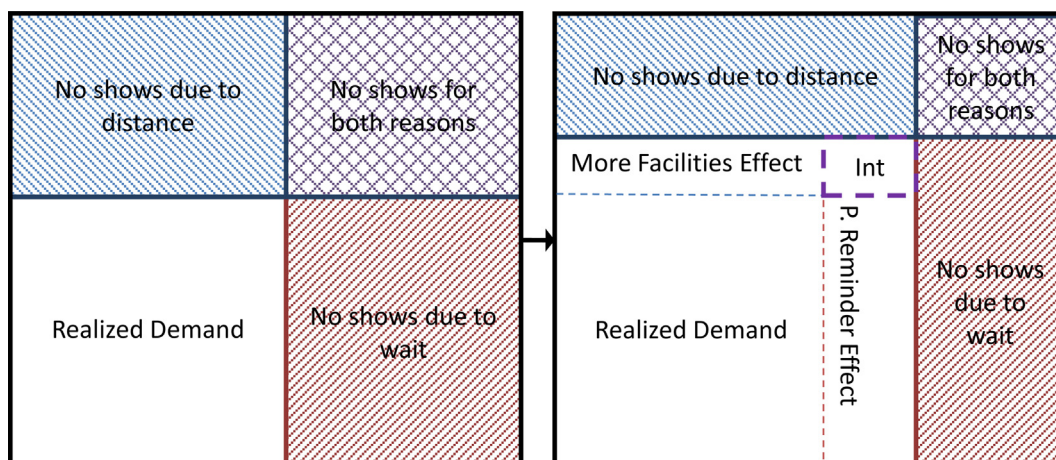 No shows due to
distance
No shows for
both reasons
Realized Demand
No shows due to
wait
No shows due to distance
No shows
for both
reasons
More Facilities Effect
Int
P. Reminder Effect
Realized Demand
No shows
due to
wait